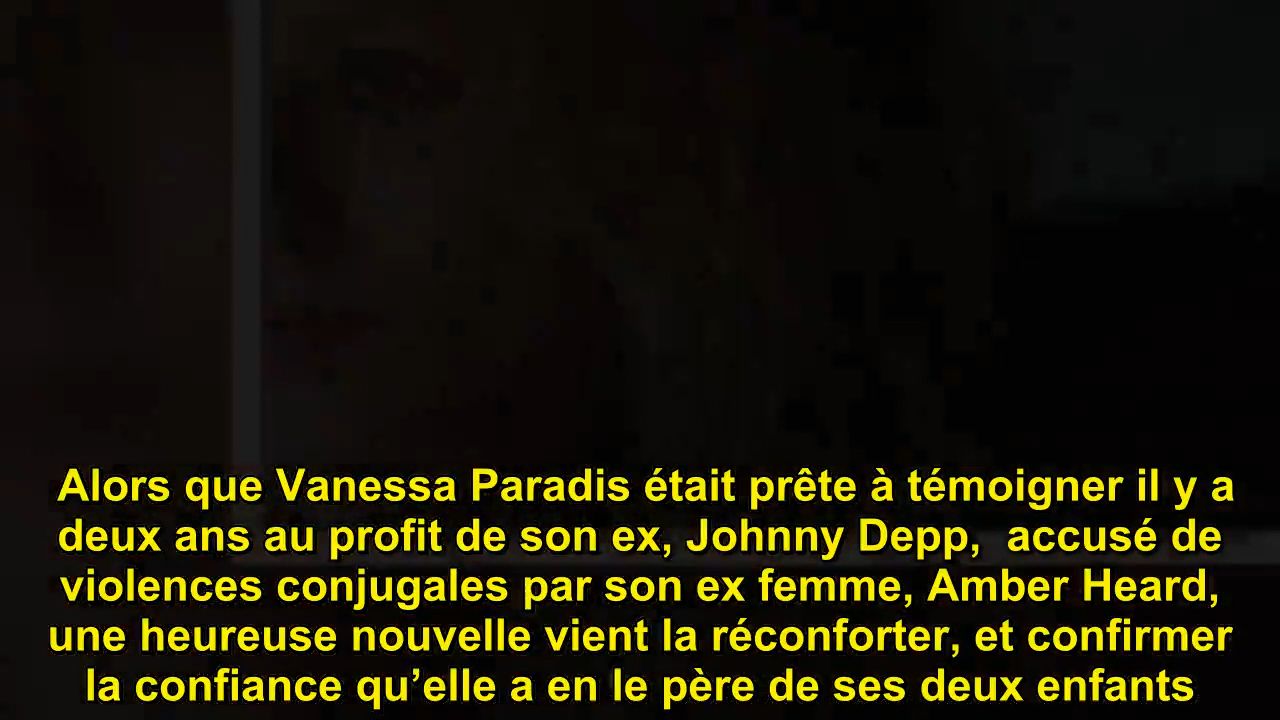 Alors que Vanessa Paradis était prête à témoigner il y a
deux ans au profit de son ex, Johnny Depp,  accusé de
violences conjugales par son ex femme, Amber Heard,
une heureuse nouvelle vient la réconforter, et confirmer
la confiance qu’elle a en le père de ses deux enfants